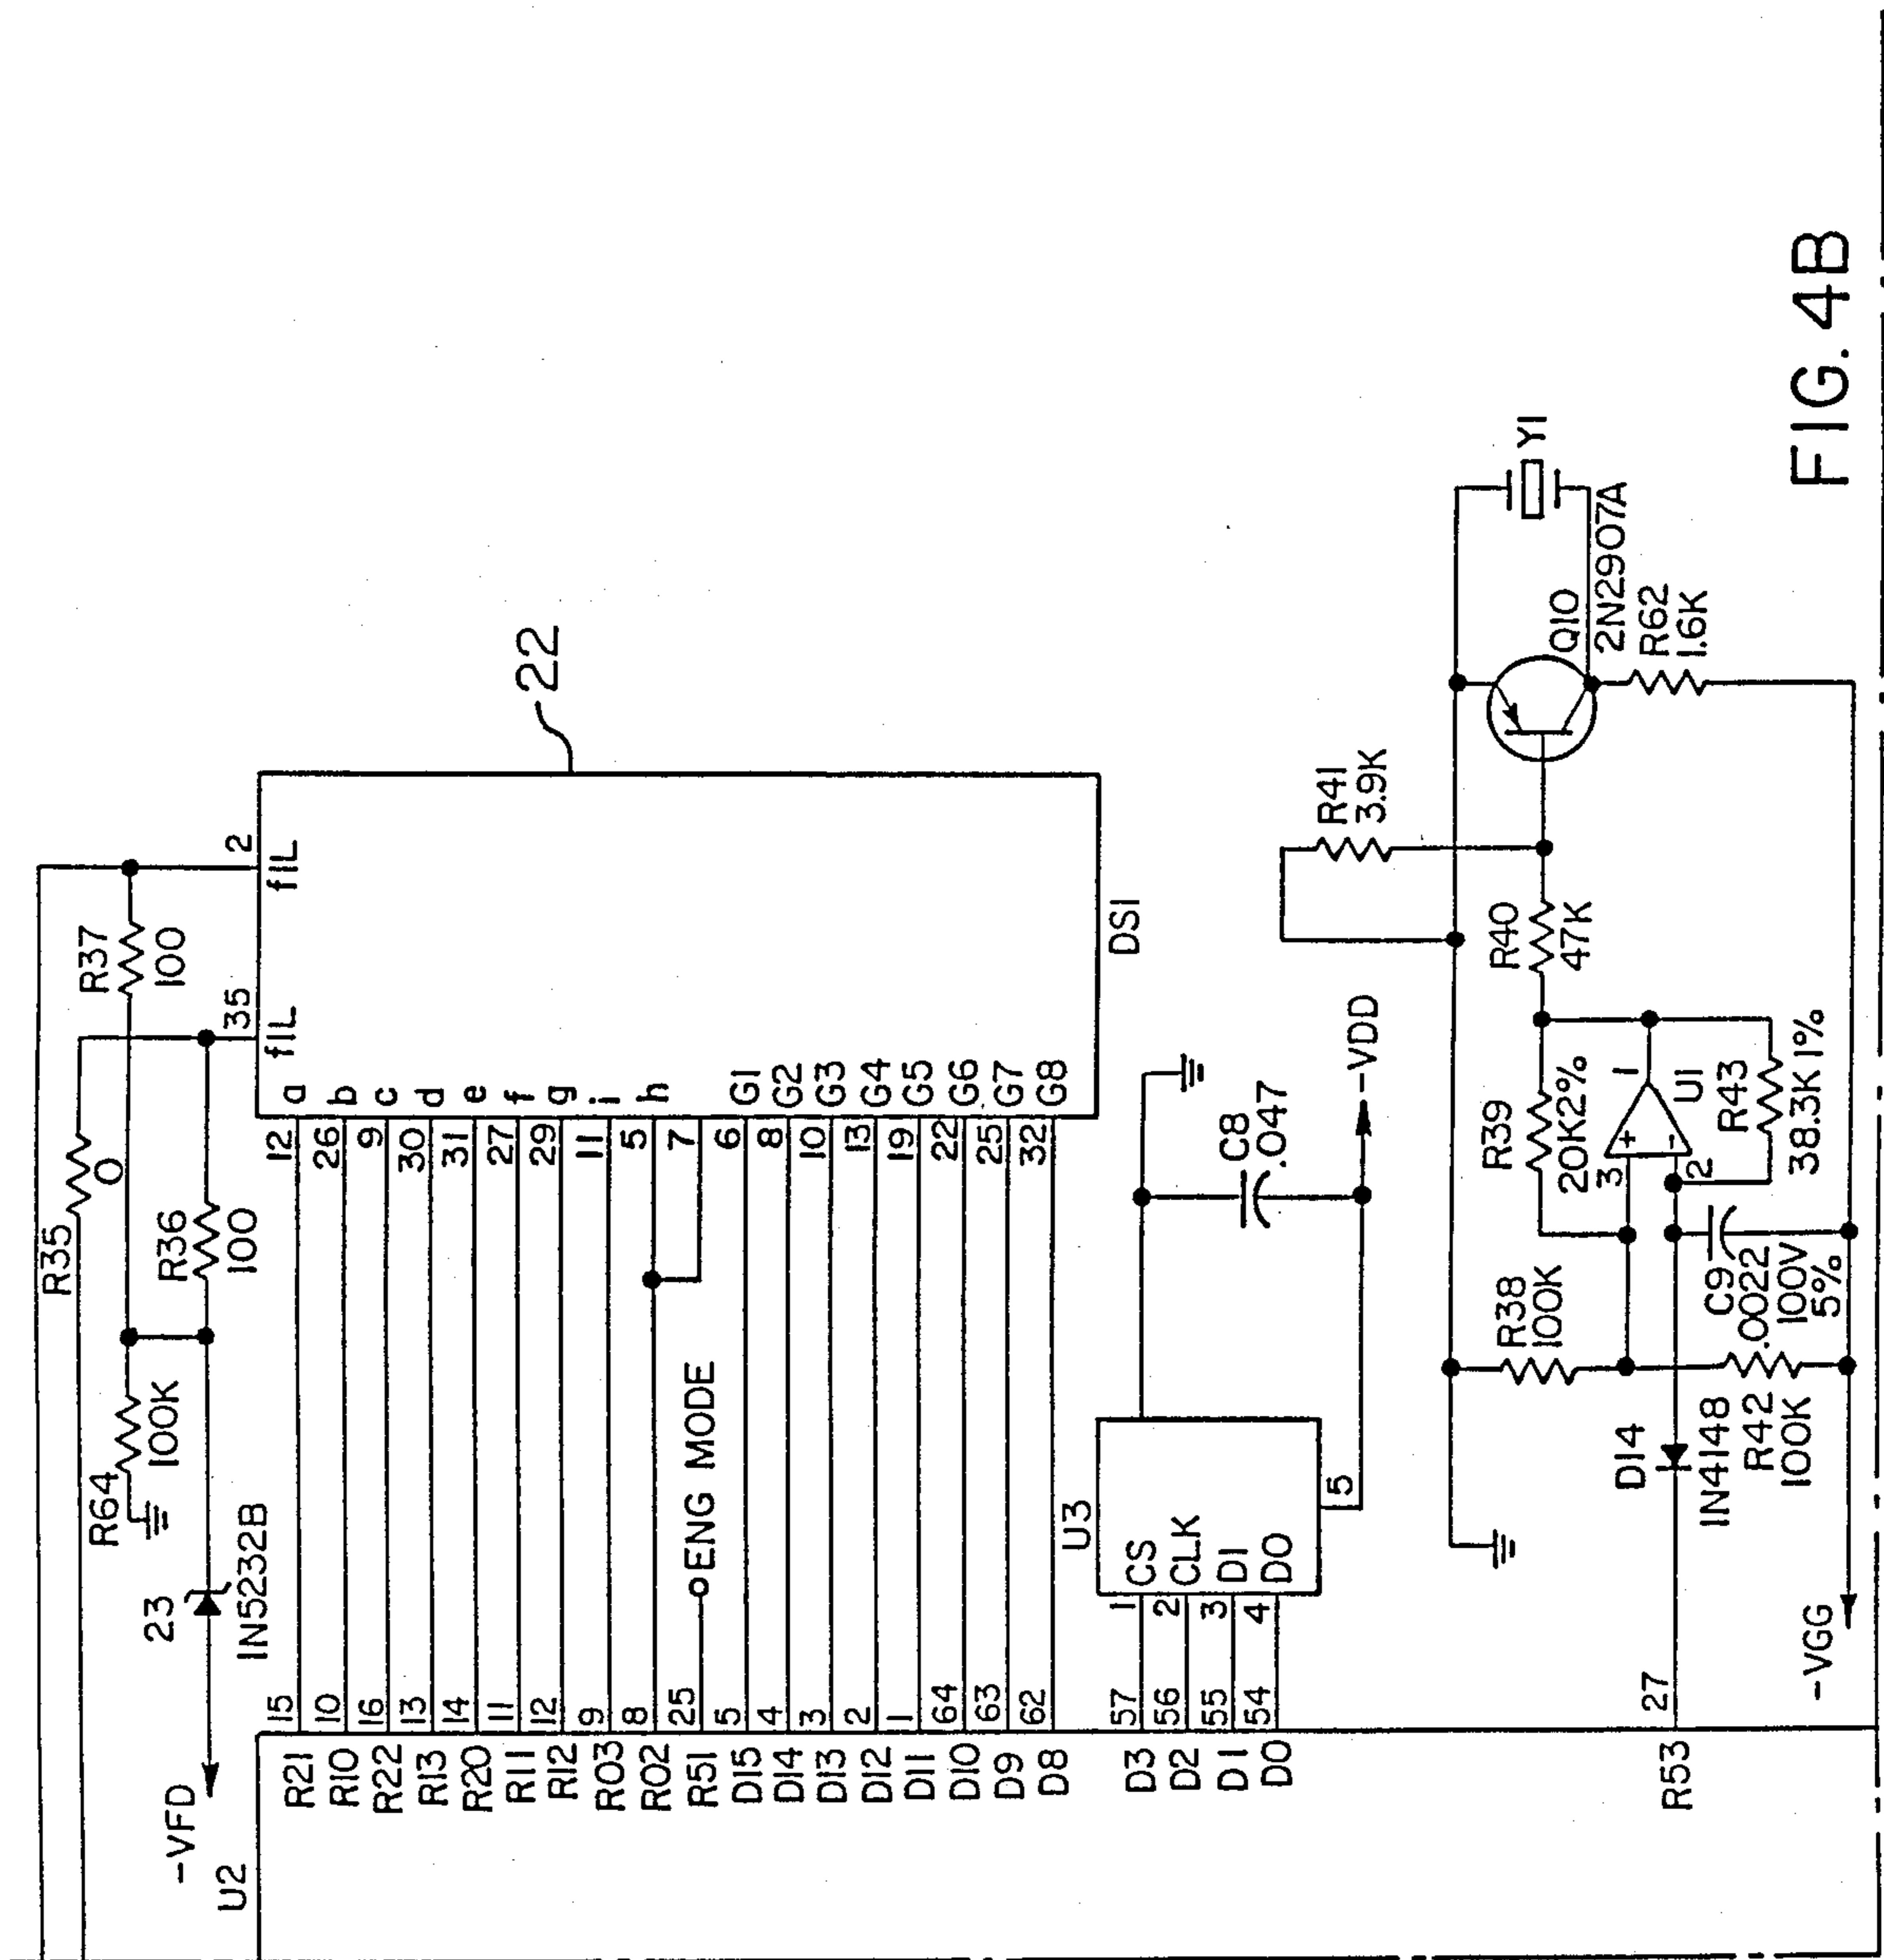 R35
0
R37
100
R64
100K
R36
100
-VFD
23
1N5232B
35
2
fIL
fIL
22
U2
R21 15 12 a
R10 10 26 b
R22 16 9 c
R13 13 30 d
R20 14 31 e
R11 11 27 f
R12 12 29 g
R03 9 11 i
R02 8 5 h
R51 25 ENG MODE 7
D15 5 6 G1
D14 4 8 G2
D13 3 10 G3
D12 2 13 G4
D11 1 19 G5
D10 64 22 G6
D9 63 25 G7
D8 62 32 G8
DS1
U3
D3 57 1 CS
D2 56 2 CLK
D1 55 3 DI
D0 54 4 DO
5
C8
.047
-VDD
R41
3.9K
R38
100K
R39
20K2%
R40
47K
Q10
2N2907A
Y1
R62
1.6K
3
+
1
-
2
U1
R43
38.3K 1%
D14
1N4148
R53 27
R42
100K
C9
.0022
100V
5%
-VGG
FIG. 4B